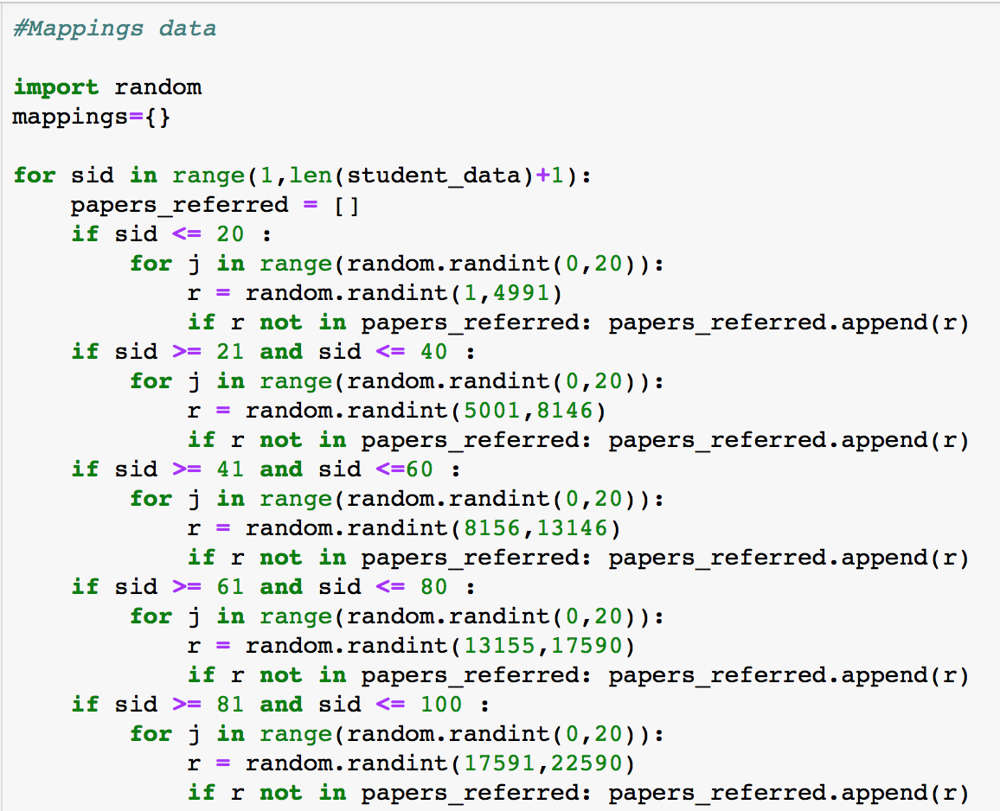 #Mappings data
import random
mappings={}
for sid in range(1,len(student_data)+1):
    papers_referred = []
    if sid <= 20 :
        for j in range(random.randint(0,20)):
            r = random.randint(1,4991)
            if r not in papers_referred: papers_referred.append(r)
    if sid >= 21 and sid <= 40 :
        for j in range(random.randint(0,20)):
            r = random.randint(5001,8146)
            if r not in papers_referred: papers_referred.append(r)
    if sid >= 41 and sid <=60 :
        for j in range(random.randint(0,20)):
            r = random.randint(8156,13146)
            if r not in papers_referred: papers_referred.append(r)
    if sid >= 61 and sid <= 80 :
        for j in range(random.randint(0,20)):
            r = random.randint(13155,17590)
            if r not in papers_referred: papers_referred.append(r)
    if sid >= 81 and sid <= 100 :
        for j in range(random.randint(0,20)):
            r = random.randint(17591,22590)
            if r not in papers_referred: papers_referred.append(r)